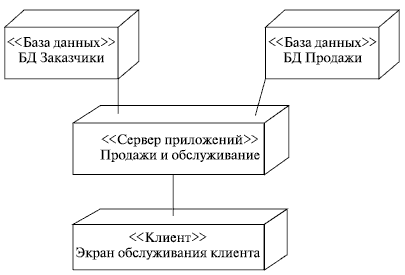 <<База данных>>
БД Заказчики
<<База данных>>
БД Продажи
<<Сервер приложений>>
Продажи и обслуживание
<<Клиент>>
Экран обслуживания клиента